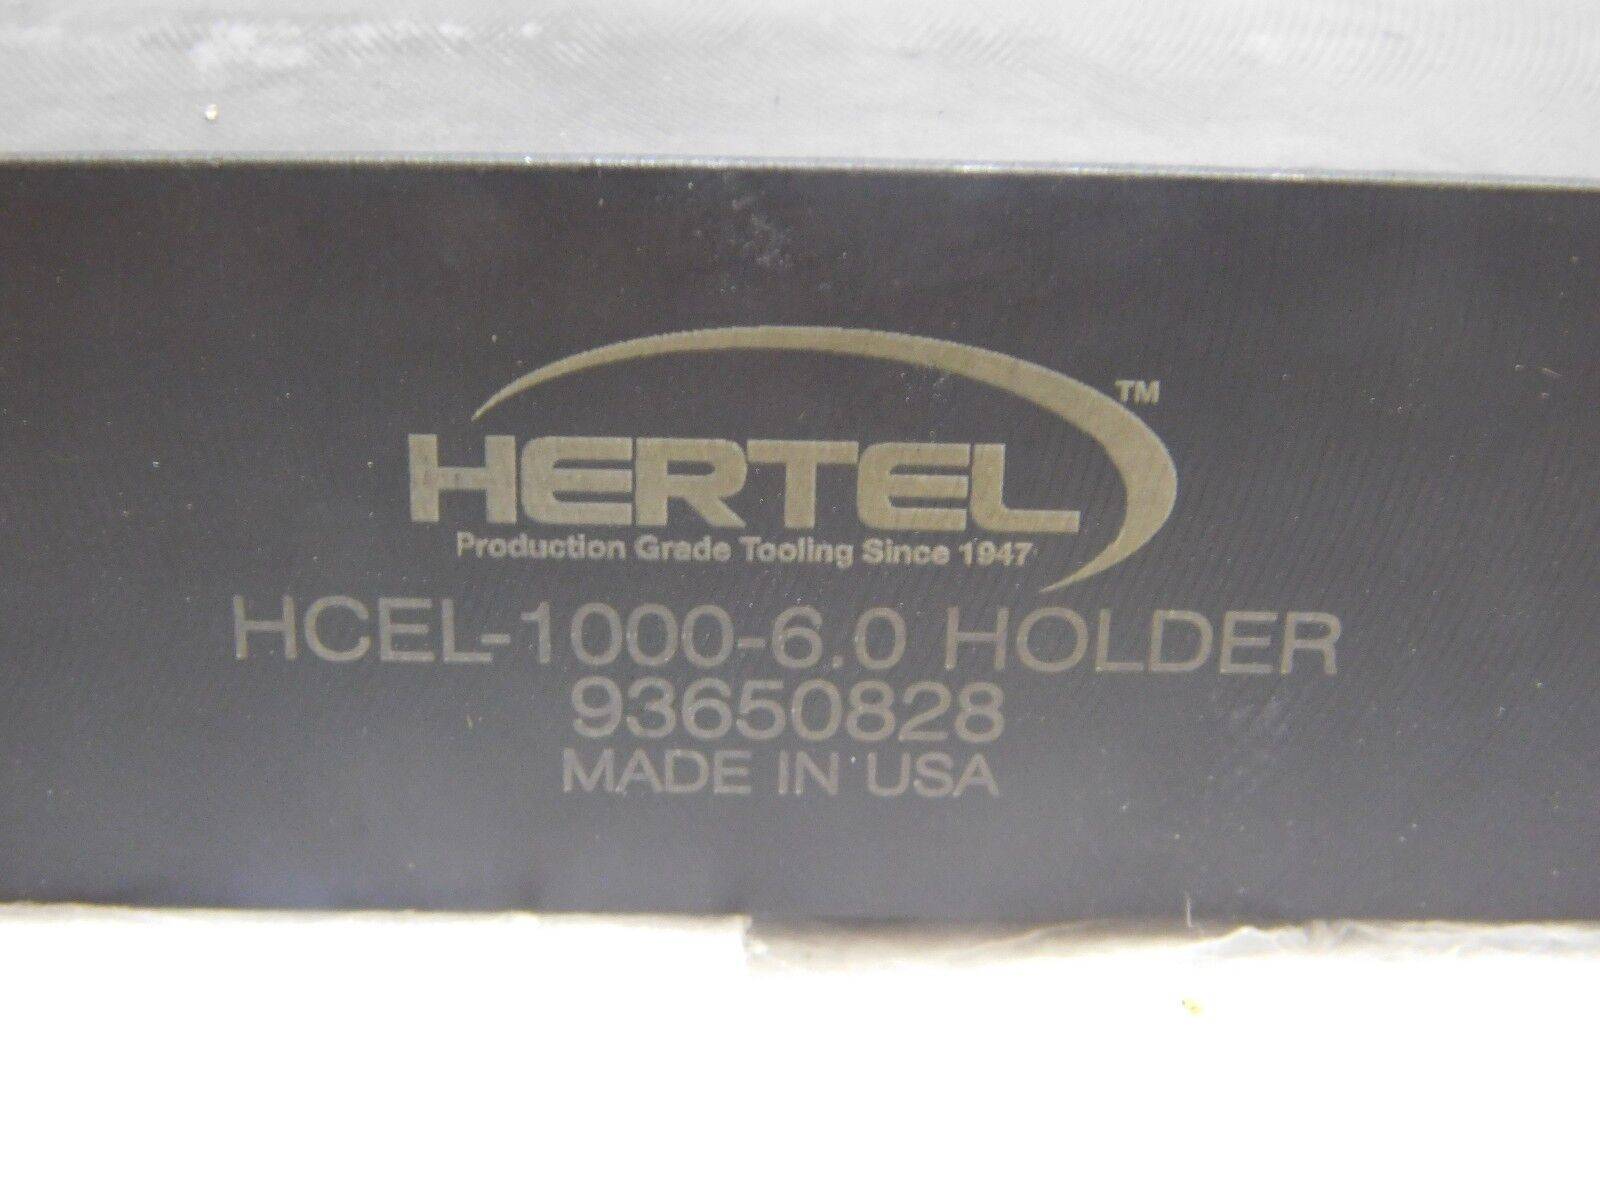 HERTEL™
Production Grade Tooling Since 1947
HCEL-1000-6.0 HOLDER
93650828
MADE IN USA